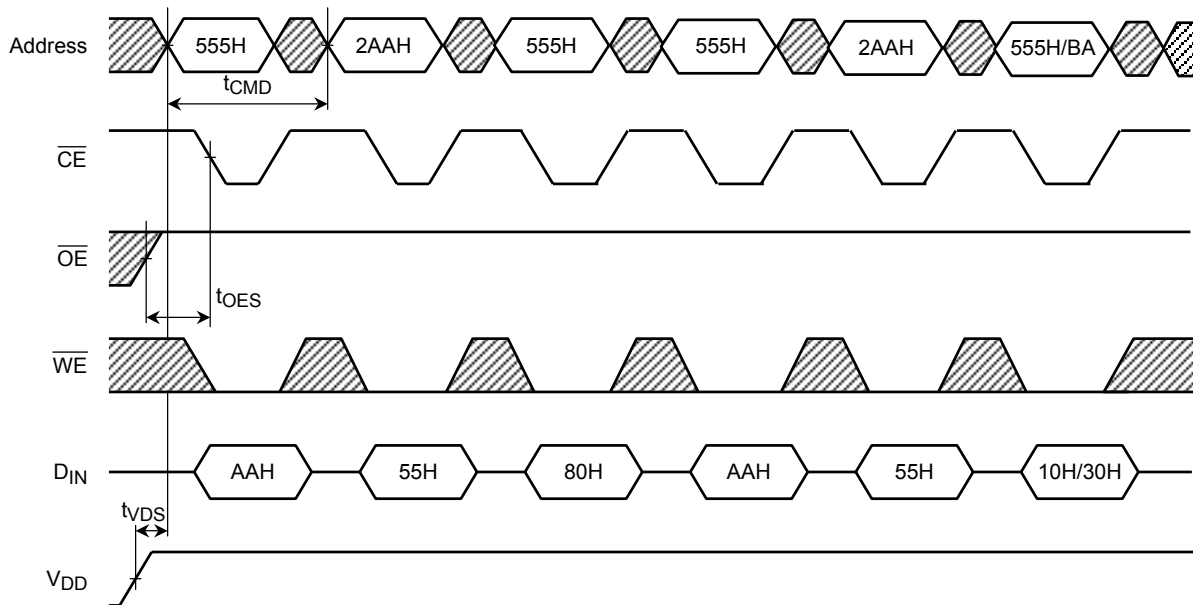 Address 555H 2AAH 555H 555H 2AAH 555H/BA
tCMD
CE
OE
tOES
WE
DIN AAH 55H 80H AAH 55H 10H/30H
tVDS
VDD